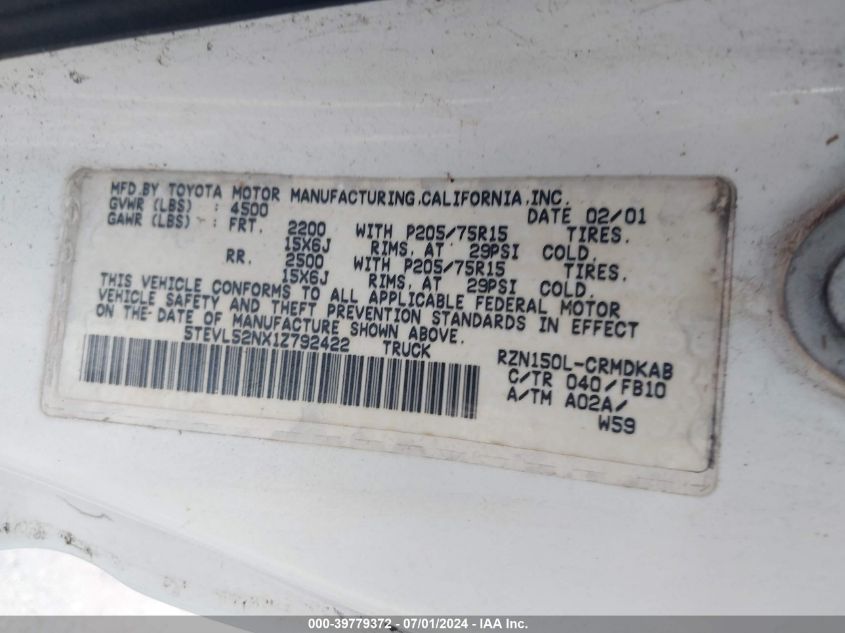 MFD.BY TOYOTA MOTOR MANUFACTURING,CALIFORNIA,INC.
GVWR (LBS) : 4500 DATE 02/01
GAWR (LBS) : FRT. 2200 WITH P205/75R15 TIRES.
15X6J RIMS, AT 29PSI COLD.
RR. 2500 WITH P205/75R15 TIRES.
15X6J RIMS, AT 29PSI COLD.
THIS VEHICLE CONFORMS TO ALL APPLICABLE FEDERAL MOTOR
VEHICLE SAFETY AND THEFT PREVENTION STANDARDS IN EFFECT
ON THE DATE OF MANUFACTURE SHOWN ABOVE.
5TEVL52NX1Z792422 TRUCK
RZN150L-CRMDKAB
C/TR 040/FB10
A/TM A02A/
W59
000-39779372 - 07/01/2024 - IAA Inc.